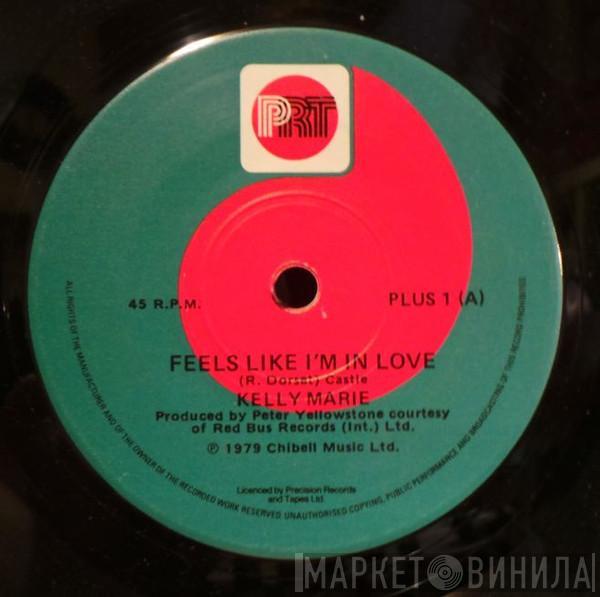 PRT
45 R.P.M.
PLUS 1 (A)
FEELS LIKE I'M IN LOVE
(R. Dorset) Castle
KELLY MARIE
Produced by Peter Yellowstone courtesy
of Red Bus Records (Int.) Ltd.
℗ 1979 Chibell Music Ltd.
Licenced by Precision Records
and Tapes Ltd
ALL RIGHTS OF THE MANUFACTURER AND OF THE OWNER OF THE RECORDED WORK RESERVED. UNAUTHORISED COPYING, PUBLIC PERFORMANCE AND BROADCASTING OF THIS RECORD PROHIBITED
МАРКЕТ ВИНИЛА